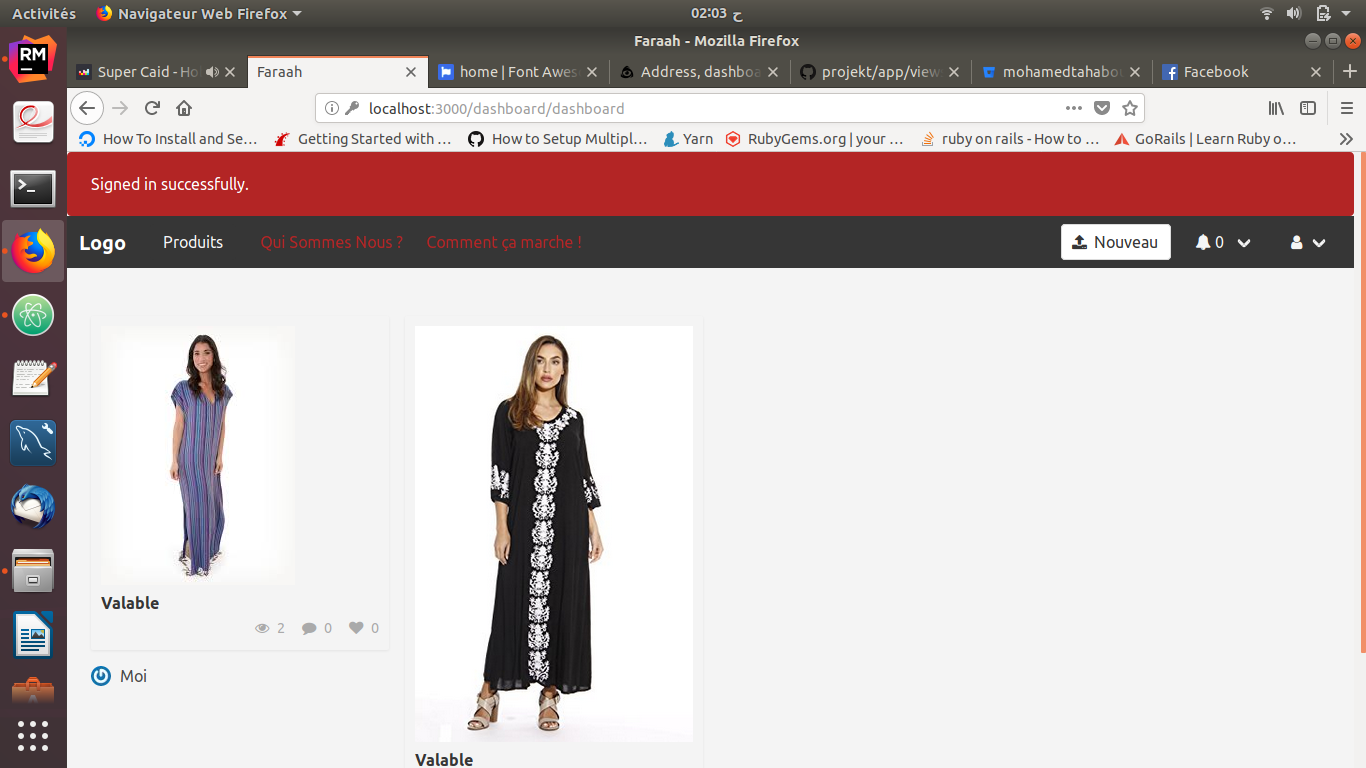 Activités
Navigateur Web Firefox
ح 02:03
Faraah - Mozilla Firefox
Super Caid - Ho
Faraah
home | Font Awes
Address, dashboa
projekt/app/view
mohamedtahabou
Facebook
localhost:3000/dashboard/dashboard
How To Install and Se…
Getting Started with …
How to Setup Multipl…
Yarn
RubyGems.org | your …
ruby on rails - How to …
GoRails | Learn Ruby o…
Signed in successfully.
Logo
Produits
Qui Sommes Nous ?
Comment ça marche !
Nouveau
0
RM
Valable
2
0
0
Moi
Valable